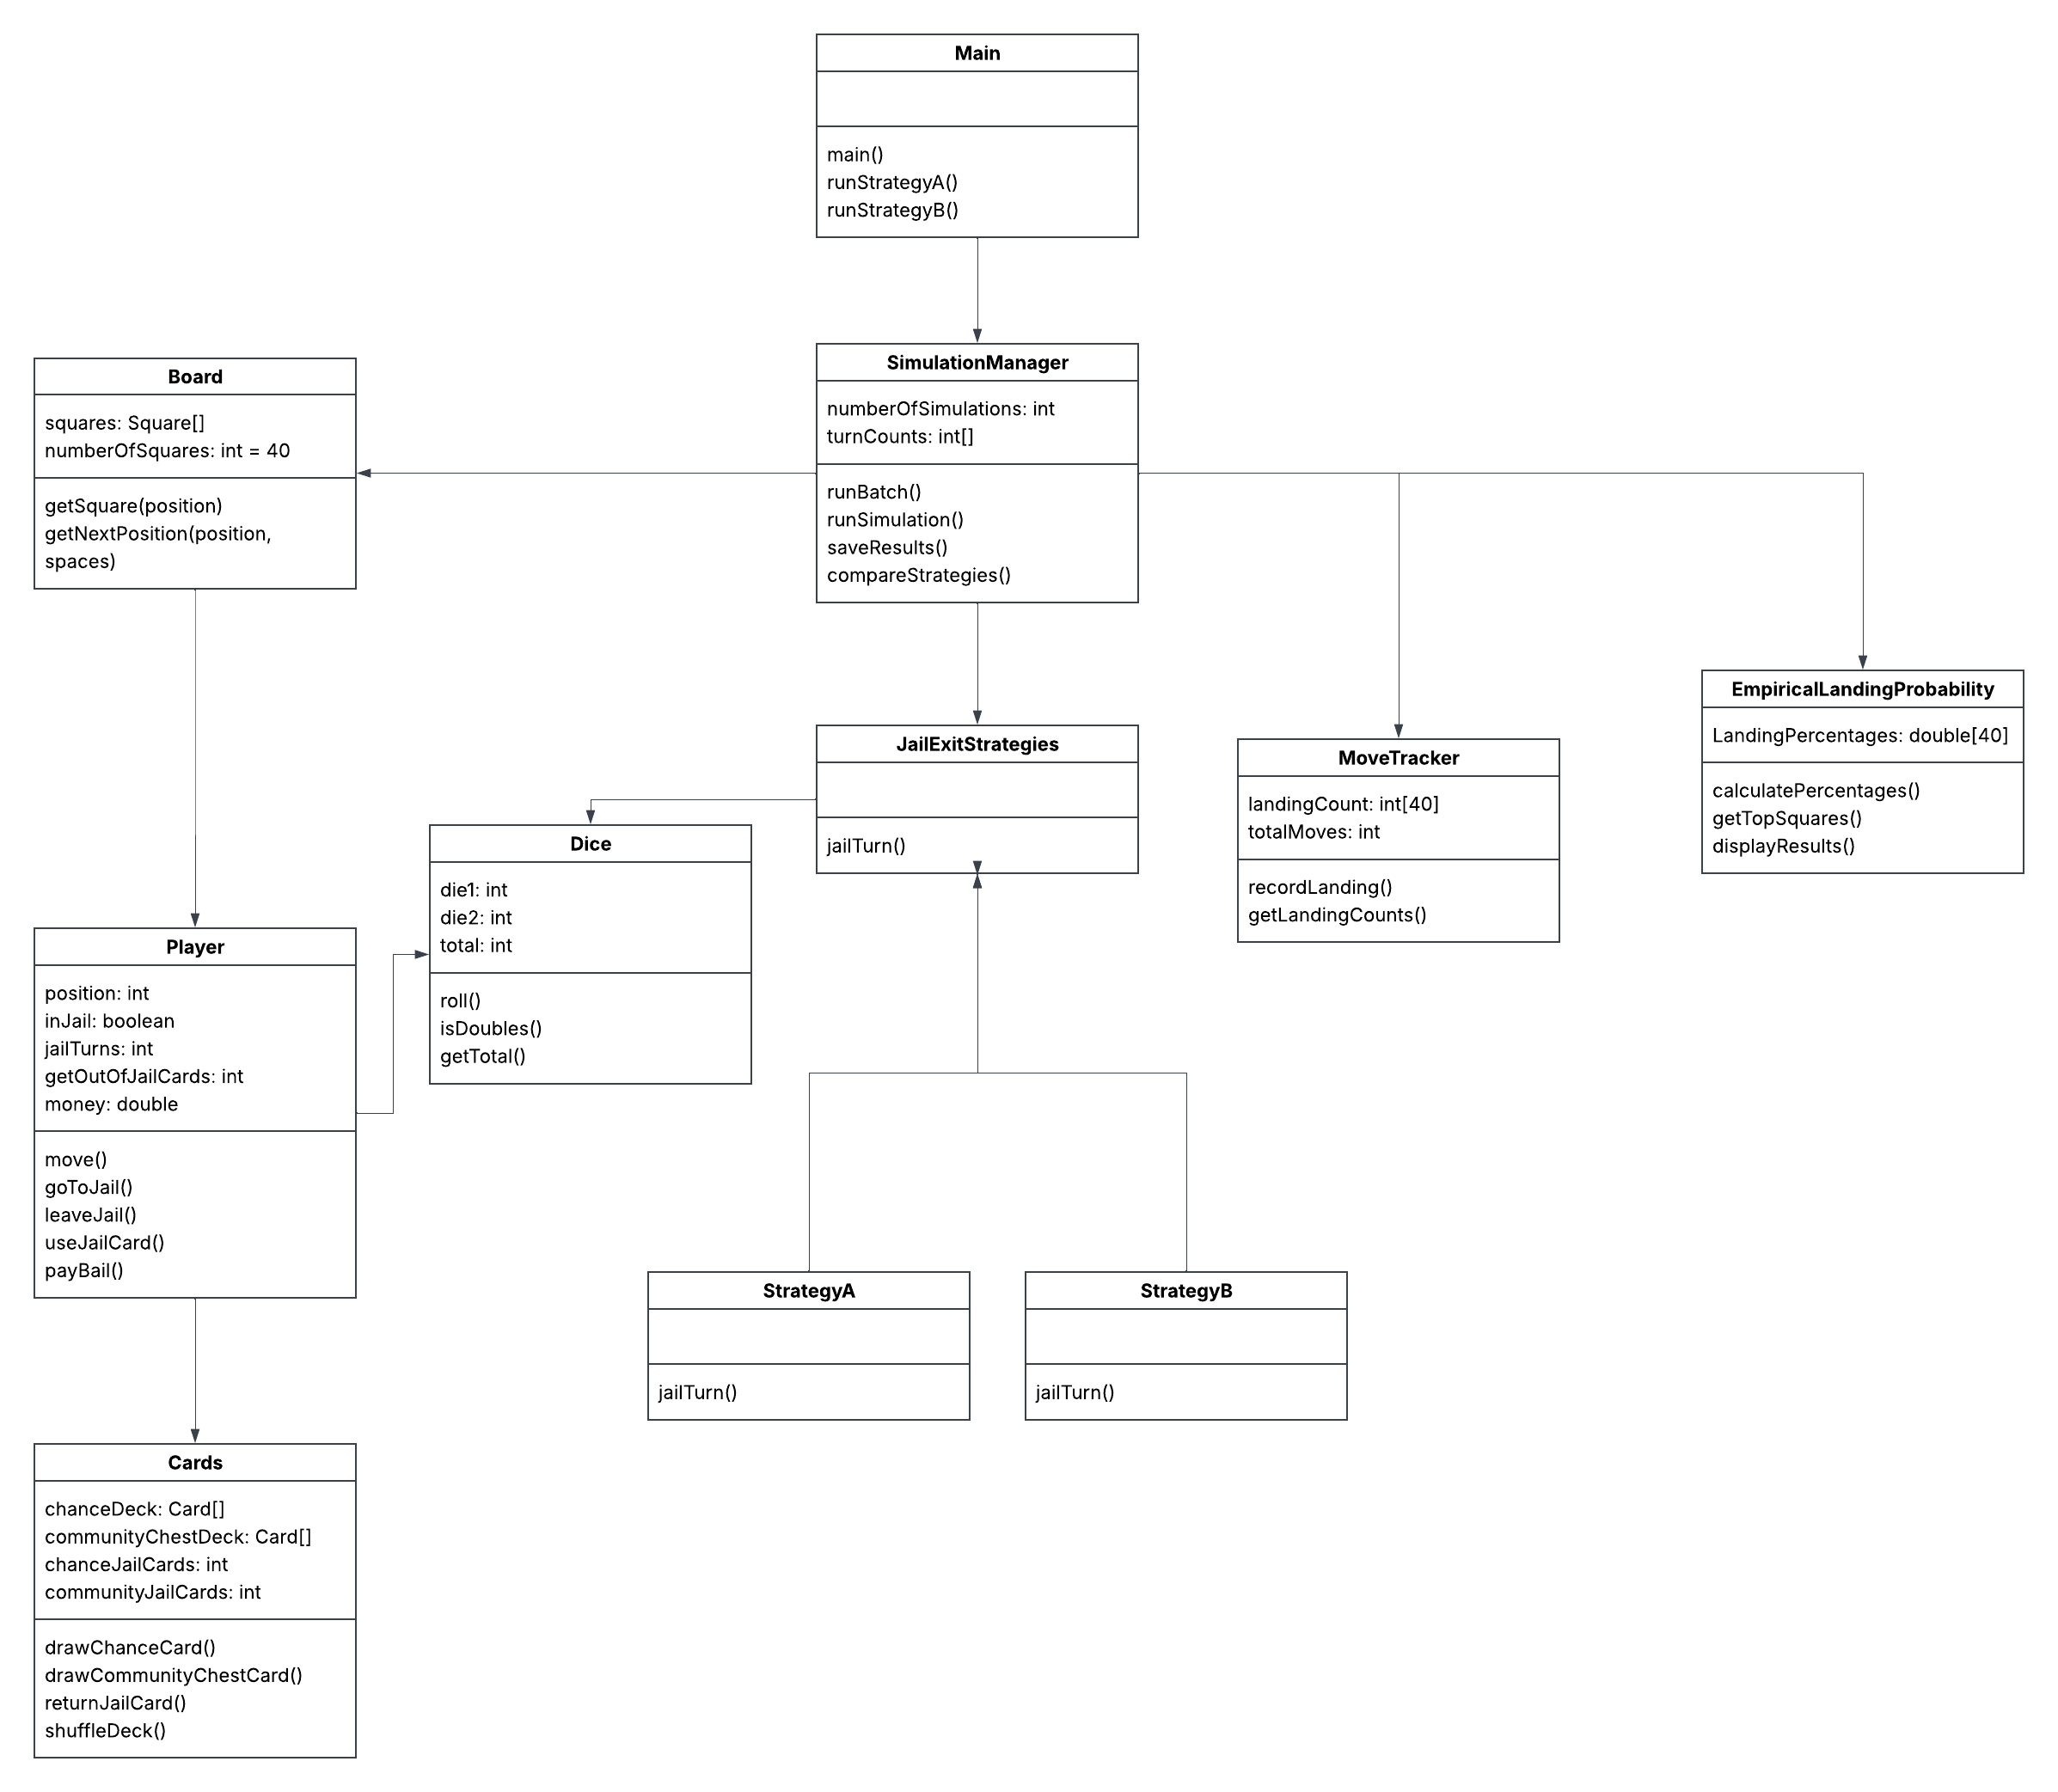 Main
main()
runStrategyA()
runStrategyB()
SimulationManager
numberOfSimulations: int
turnCounts: int[]
runBatch()
runSimulation()
saveResults()
compareStrategies()
Board
squares: Square[]
numberOfSquares: int = 40
getSquare(position)
getNextPosition(position,
spaces)
JailExitStrategies
jailTurn()
MoveTracker
landingCount: int[40]
totalMoves: int
recordLanding()
getLandingCounts()
EmpiricalLandingProbability
LandingPercentages: double[40]
calculatePercentages()
getTopSquares()
displayResults()
Dice
die1: int
die2: int
total: int
roll()
isDoubles()
getTotal()
Player
position: int
inJail: boolean
jailTurns: int
getOutOfJailCards: int
money: double
move()
goToJail()
leaveJail()
useJailCard()
payBail()
StrategyA
jailTurn()
StrategyB
jailTurn()
Cards
chanceDeck: Card[]
communityChestDeck: Card[]
chanceJailCards: int
communityJailCards: int
drawChanceCard()
drawCommunityChestCard()
returnJailCard()
shuffleDeck()